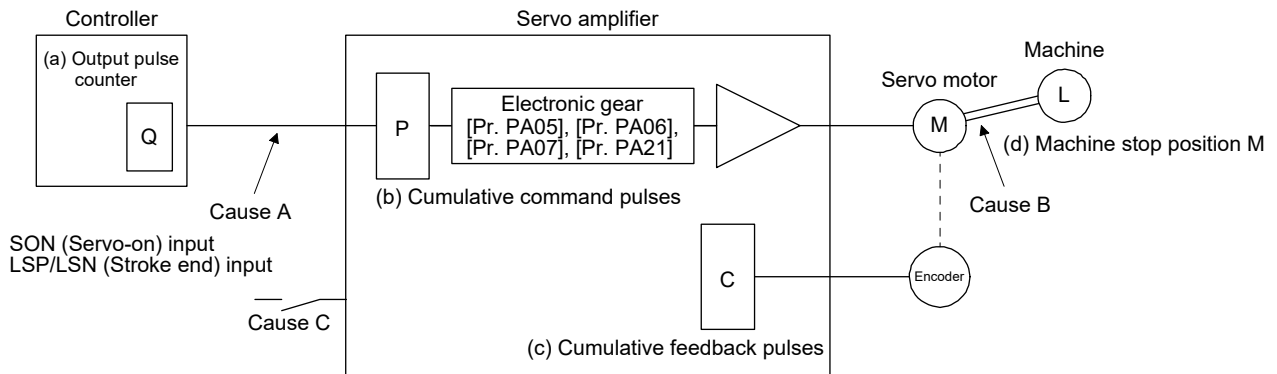 Controller
Servo amplifier
(a) Output pulse
counter
Q
P
Electronic gear
[Pr. PA05], [Pr. PA06],
[Pr. PA07], [Pr. PA21]
Servo motor
M
Machine
L
(d) Machine stop position M
Cause A
(b) Cumulative command pulses
Cause B
SON (Servo-on) input
LSP/LSN (Stroke end) input
Cause C
C
Encoder
(c) Cumulative feedback pulses